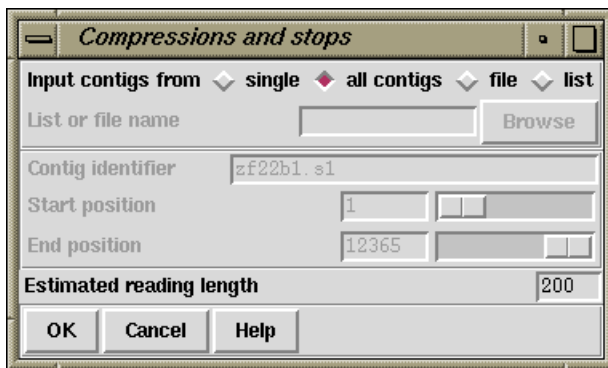 Compressions and stops
Input contigs from single all contigs file list
List or file name Browse
Contig identifier zf22b1.s1
Start position 1
End position 12365
Estimated reading length 200
OK Cancel Help